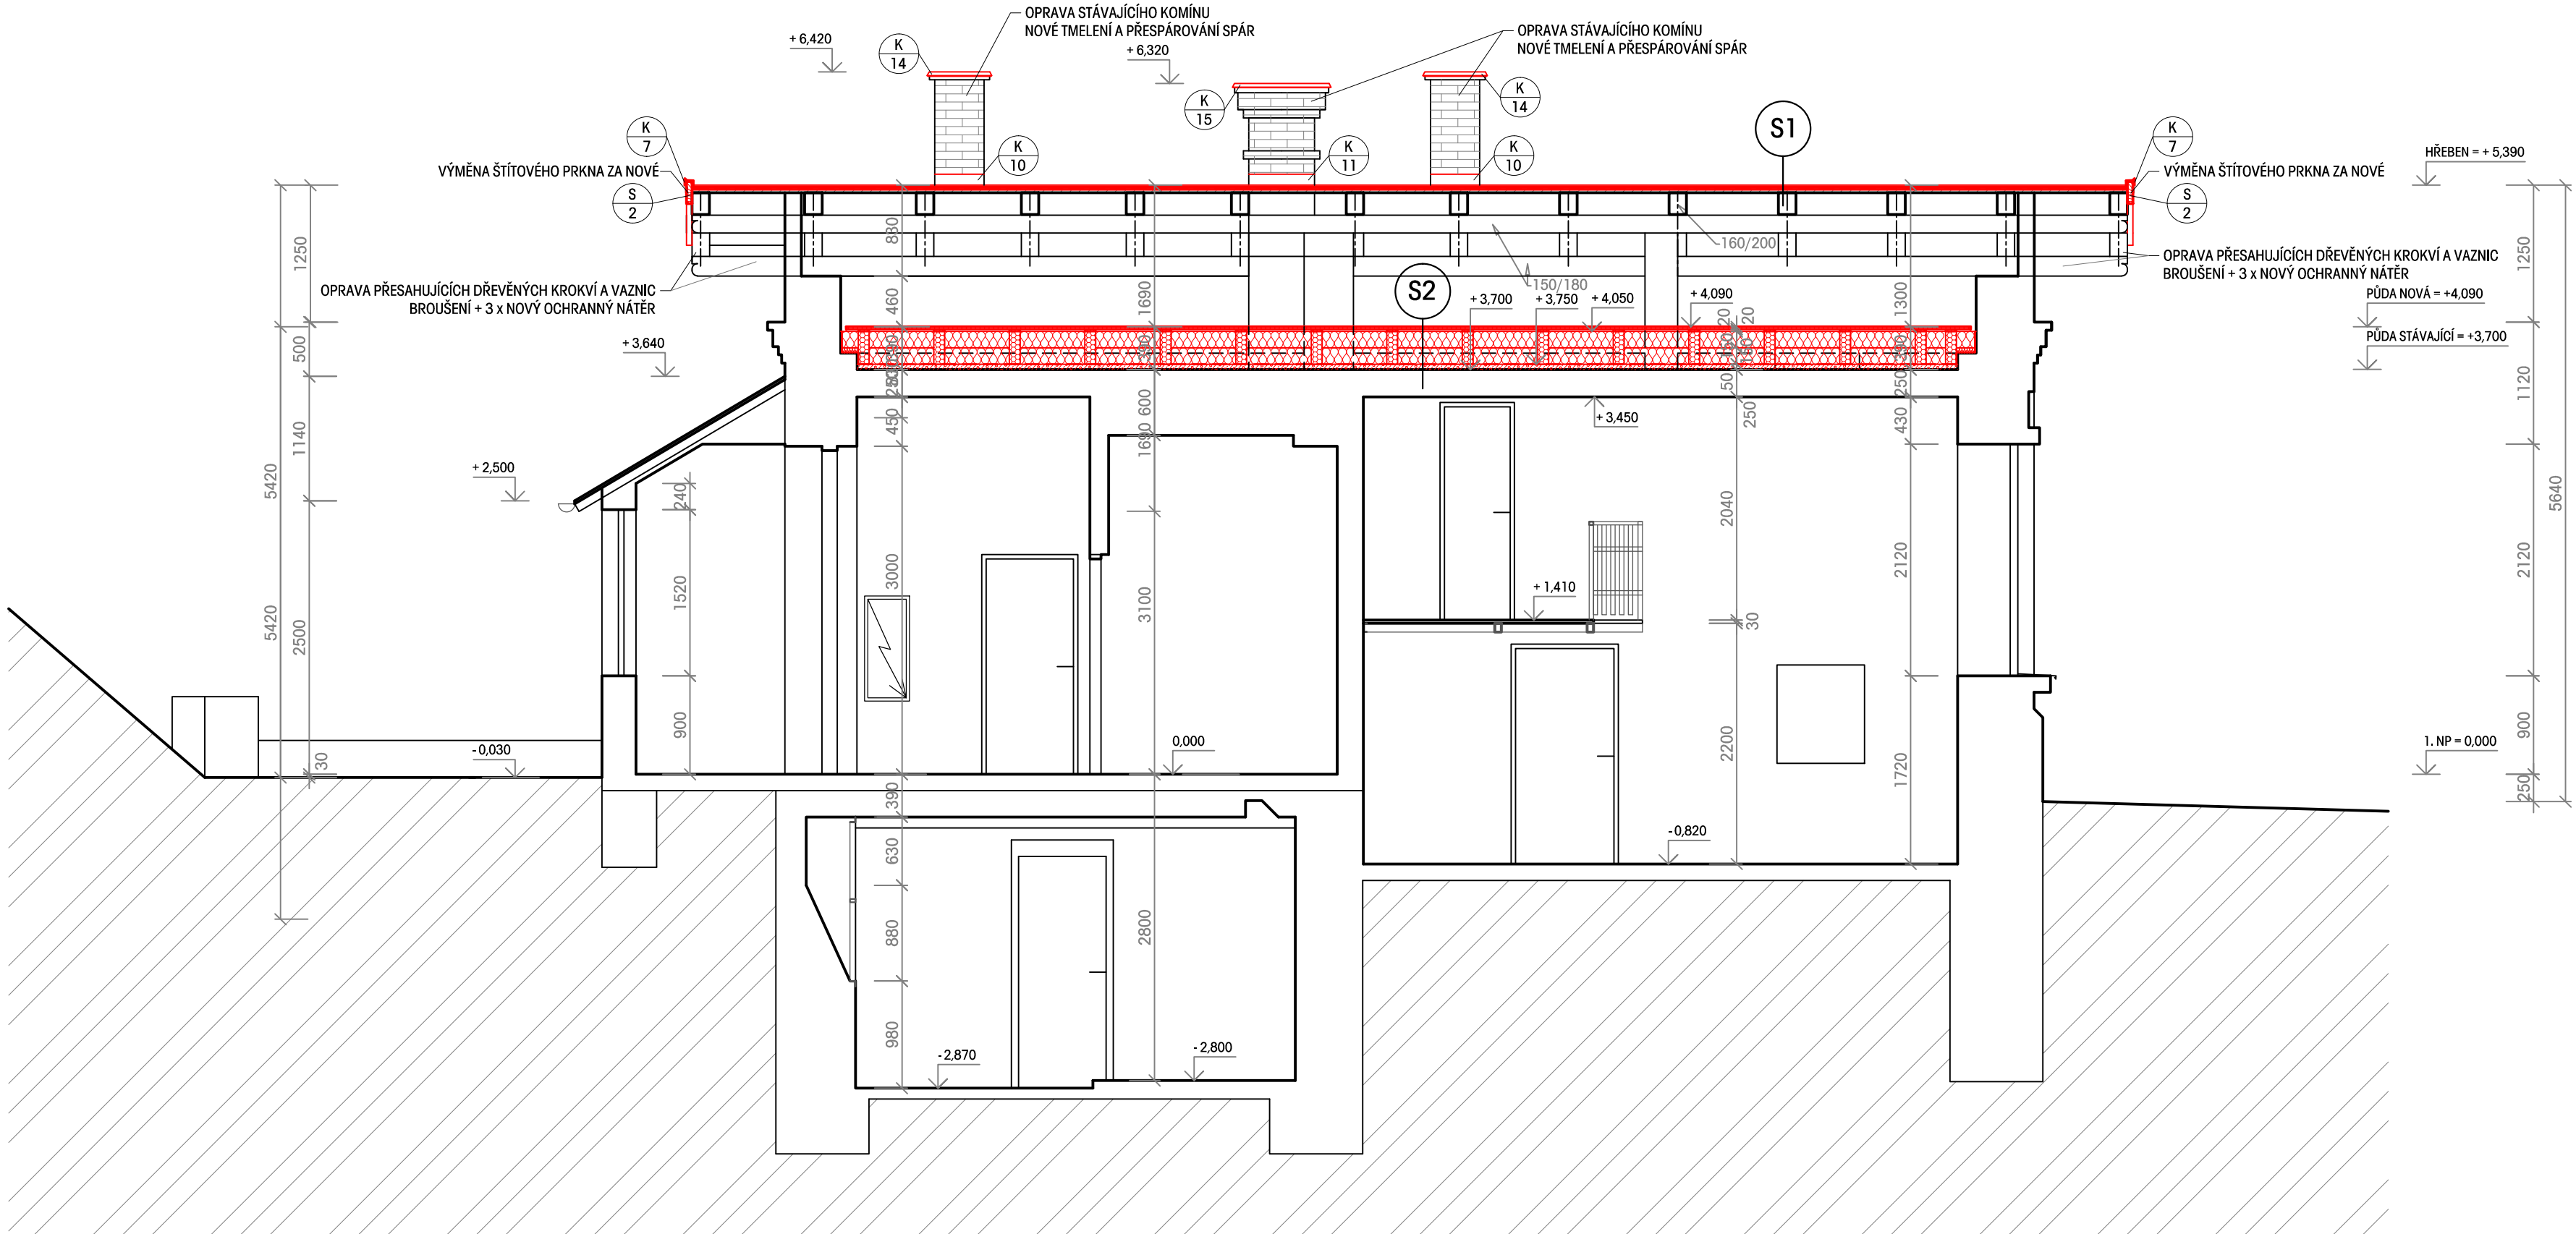 OPRAVA STÁVAJÍCÍHO KOMÍNU
NOVÉ TMELENÍ A PŘESPÁROVÁNÍ SPÁR
OPRAVA STÁVAJÍCÍHO KOMÍNU
NOVÉ TMELENÍ A PŘESPÁROVÁNÍ SPÁR
+ 6,420
+ 6,320
K
14
K
15
K
14
K
7
K
10
K
11
K
10
S1
K
7
HŘEBEN = + 5,390
VÝMĚNA ŠTÍTOVÉHO PRKNA ZA NOVÉ
VÝMĚNA ŠTÍTOVÉHO PRKNA ZA NOVÉ
S
2
S
2
OPRAVA PŘESAHUJÍCÍCH DŘEVĚNÝCH KROKVÍ A VAZNIC
BROUŠENÍ + 3 x NOVÝ OCHRANNÝ NÁTĚR
OPRAVA PŘESAHUJÍCÍCH DŘEVĚNÝCH KROKVÍ A VAZNIC
BROUŠENÍ + 3 x NOVÝ OCHRANNÝ NÁTĚR
160/200
150/180
S2
+ 3,700
+ 3,750
+ 4,050
+ 4,090
PŮDA NOVÁ = +4,090
PŮDA STÁVAJÍCÍ = +3,700
+ 3,640
+ 2,500
+ 3,450
+ 1,410
0,000
- 0,030
- 0,820
- 2,870
- 2,800
1. NP = 0,000
5420
5420
1250
500
1140
2500
30
240
1520
900
880
460
450
3000
390
630
880
980
1690
390
600
1690
3100
2800
20
20
250
2040
30
2200
1300
390
250
430
2120
1720
1250
1120
2120
900
250
5640